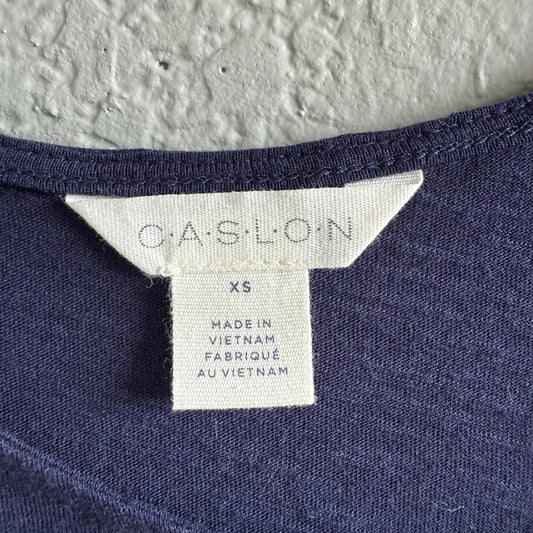 C·A·S·L·O·N
XS
MADE IN
VIETNAM
FABRIQUÉ
AU VIETNAM